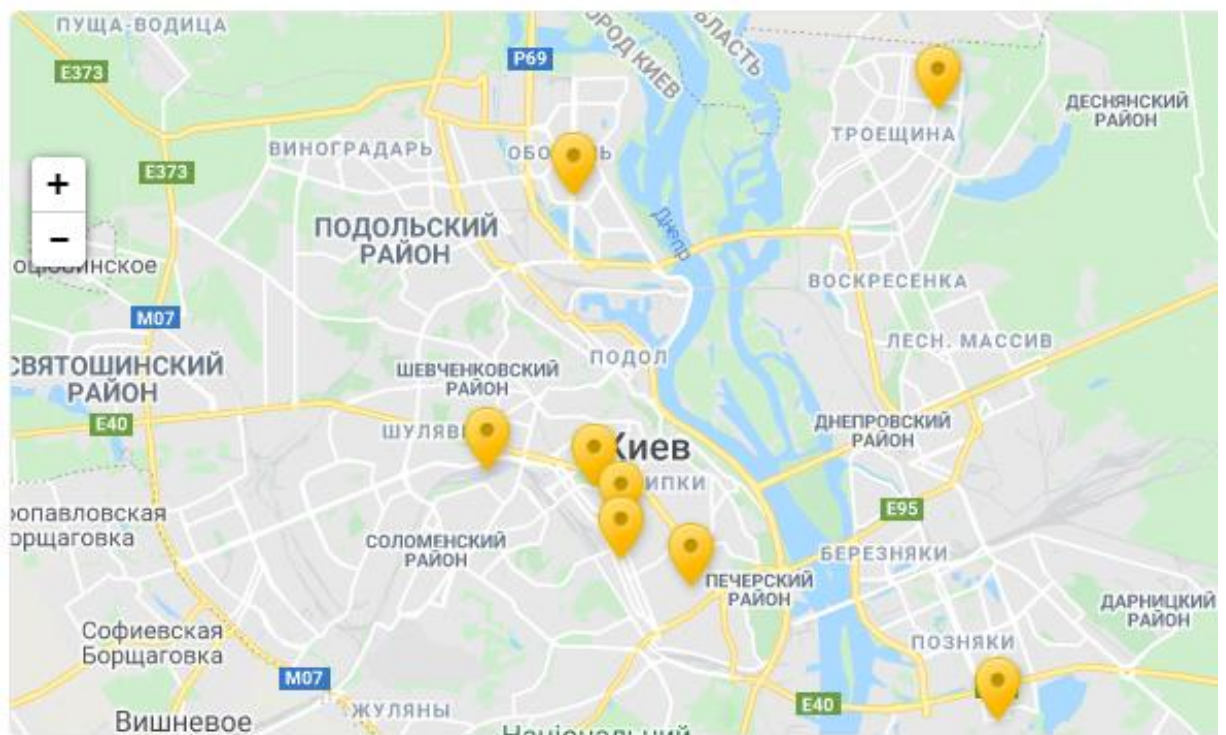 ПУЩА-ВОДИЦА
E373
P69
ГОРОД КИЕВ
ОБЛАСТЬ
ДЕСНЯНСКИЙ
РАЙОН
ТРОЕЩИНА
ВИНОГРАДАРЬ
E373
+
−
ПОДОЛЬСКИЙ
РАЙОН
Днепр
ВОСКРЕСЕНКА
M07
ЛЕСН. МАССИВ
ПОДОЛ
СВЯТОШИНСКИЙ
РАЙОН
ШЕВЧЕНКОВСКИЙ
РАЙОН
E40
ДНЕПРОВСКИЙ
РАЙОН
Киев
E95
СОЛОМЕНСКИЙ
РАЙОН
БЕРЕЗНЯКИ
ПЕЧЕРСКИЙ
РАЙОН
ДАРНИЦКИЙ
РАЙОН
Софиевская
Борщаговка
ПОЗНЯКИ
M07
E40
ЖУЛЯНЫ
Вишневое
Національний